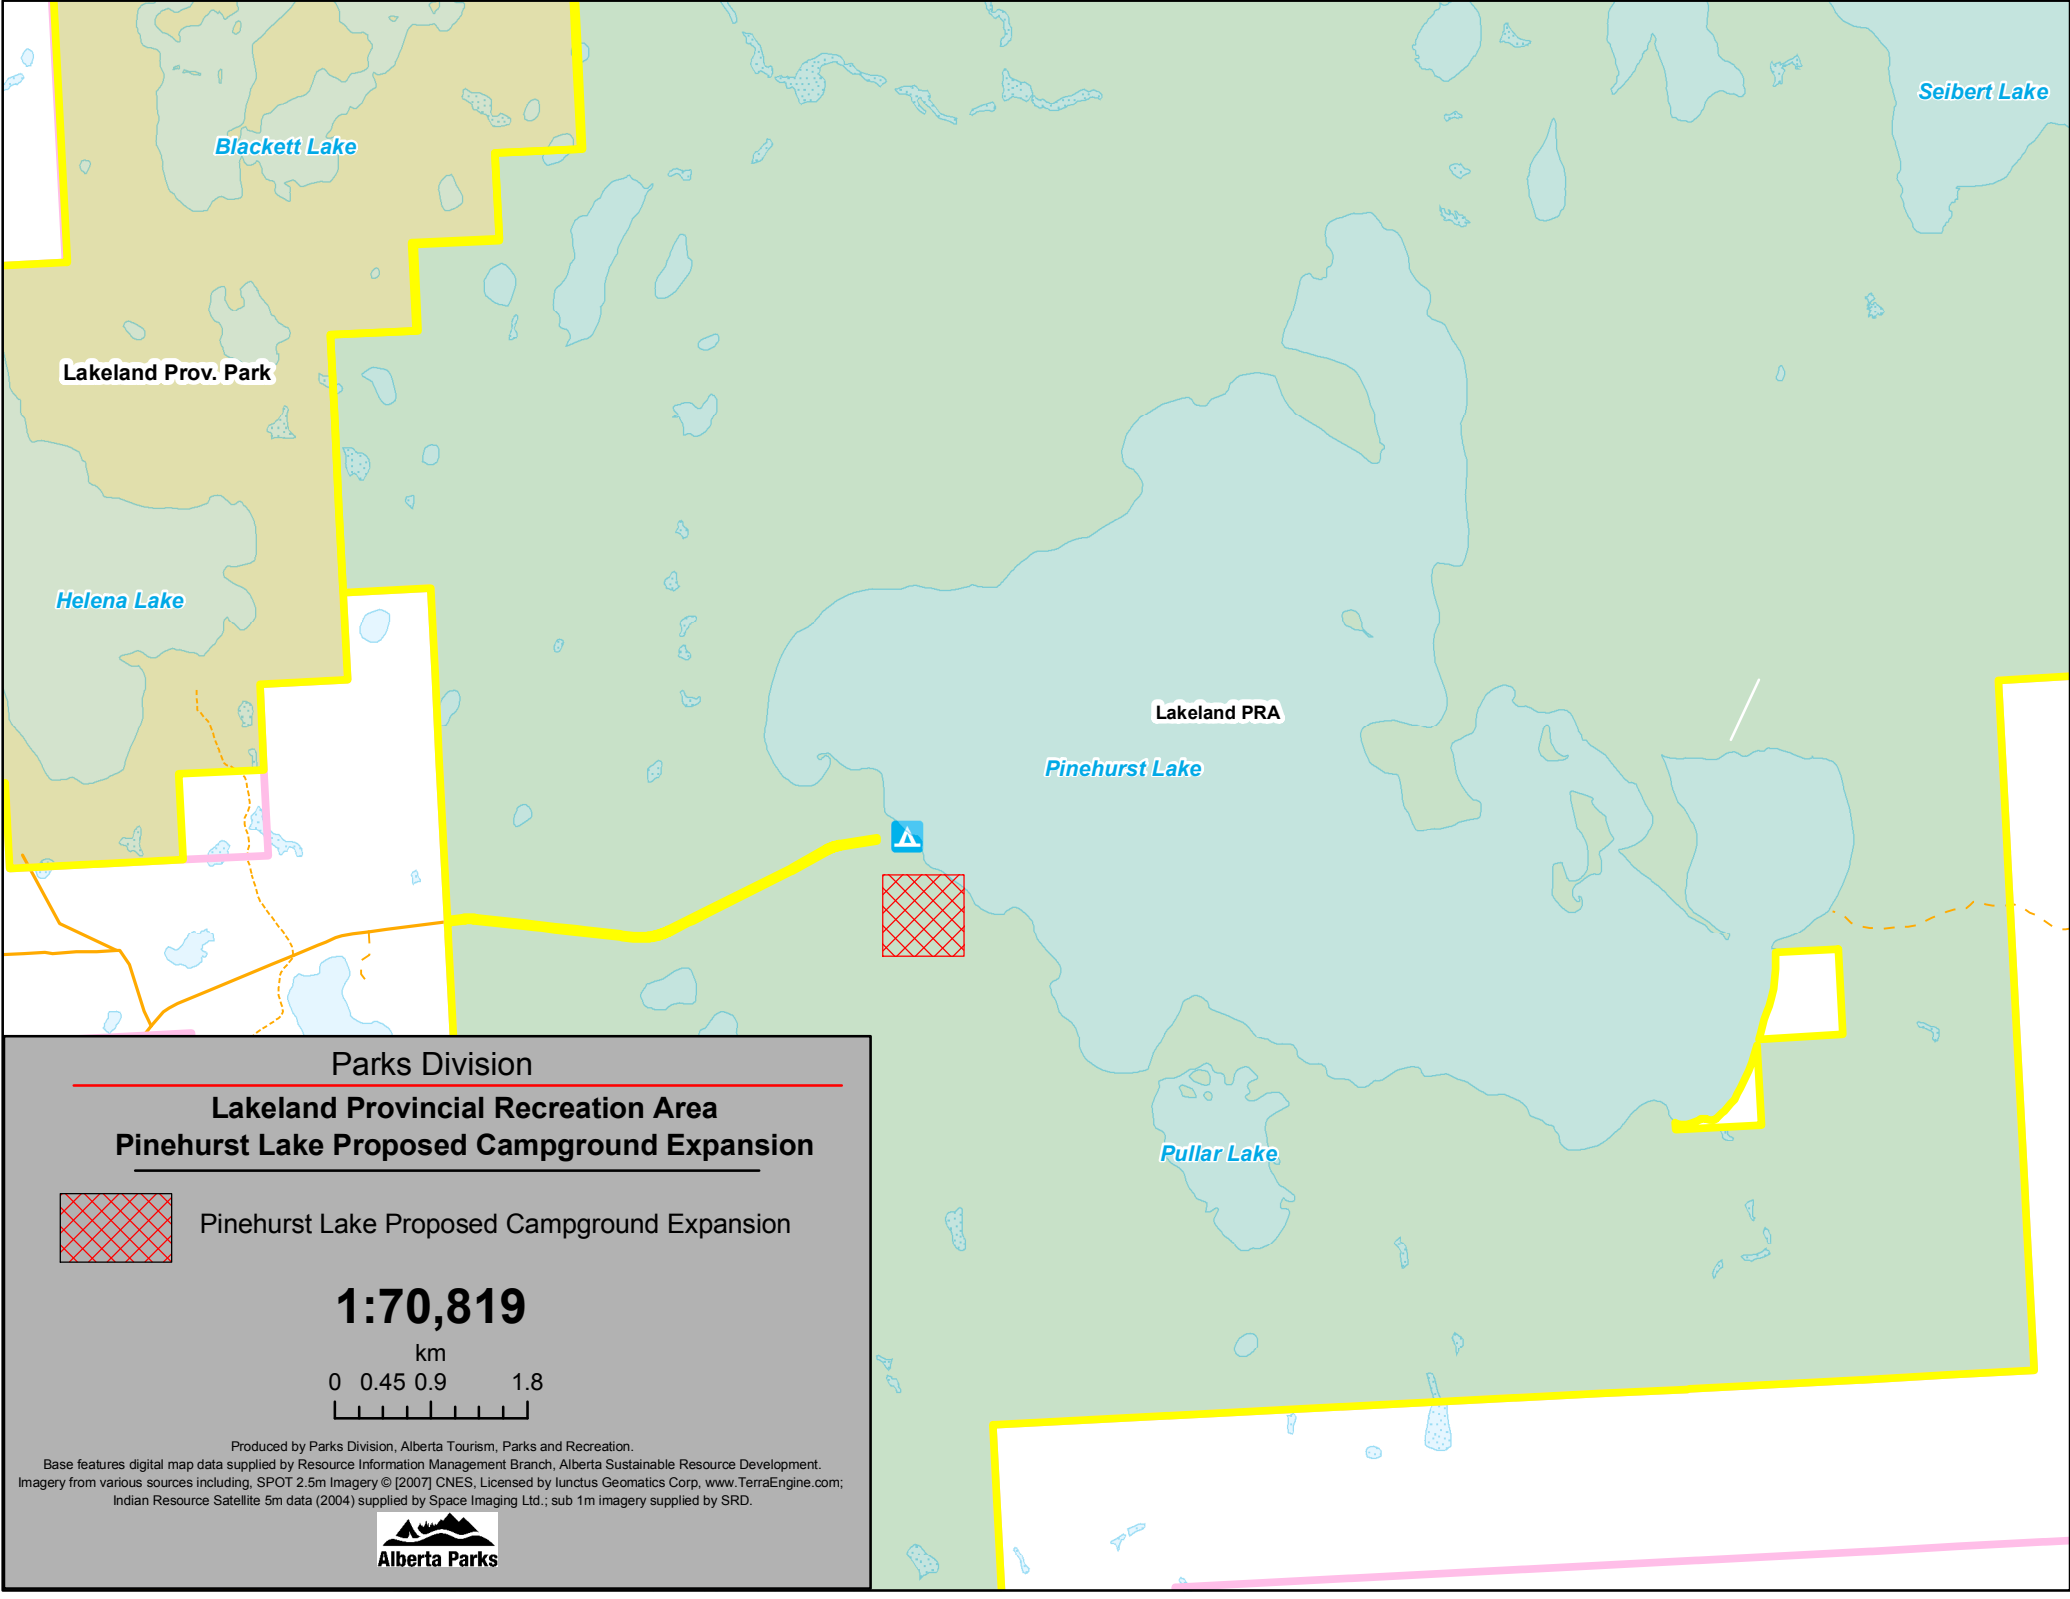 Seibert Lake
Blackett Lake
Lakeland Prov. Park
Helena Lake
Lakeland PRA
Pinehurst Lake
Pullar Lake
Parks Division
Lakeland Provincial Recreation Area
Pinehurst Lake Proposed Campground Expansion
Pinehurst Lake Proposed Campground Expansion
1:70,819
km
0 0.45 0.9 1.8
Produced by Parks Division, Alberta Tourism, Parks and Recreation.
Base features digital map data supplied by Resource Information Management Branch, Alberta Sustainable Resource Development.
Imagery from various sources including, SPOT 2.5m Imagery © [2007] CNES, Licensed by Iunctus Geomatics Corp, www.TerraEngine.com;
Indian Resource Satellite 5m data (2004) supplied by Space Imaging Ltd.; sub 1m imagery supplied by SRD.
Alberta Parks